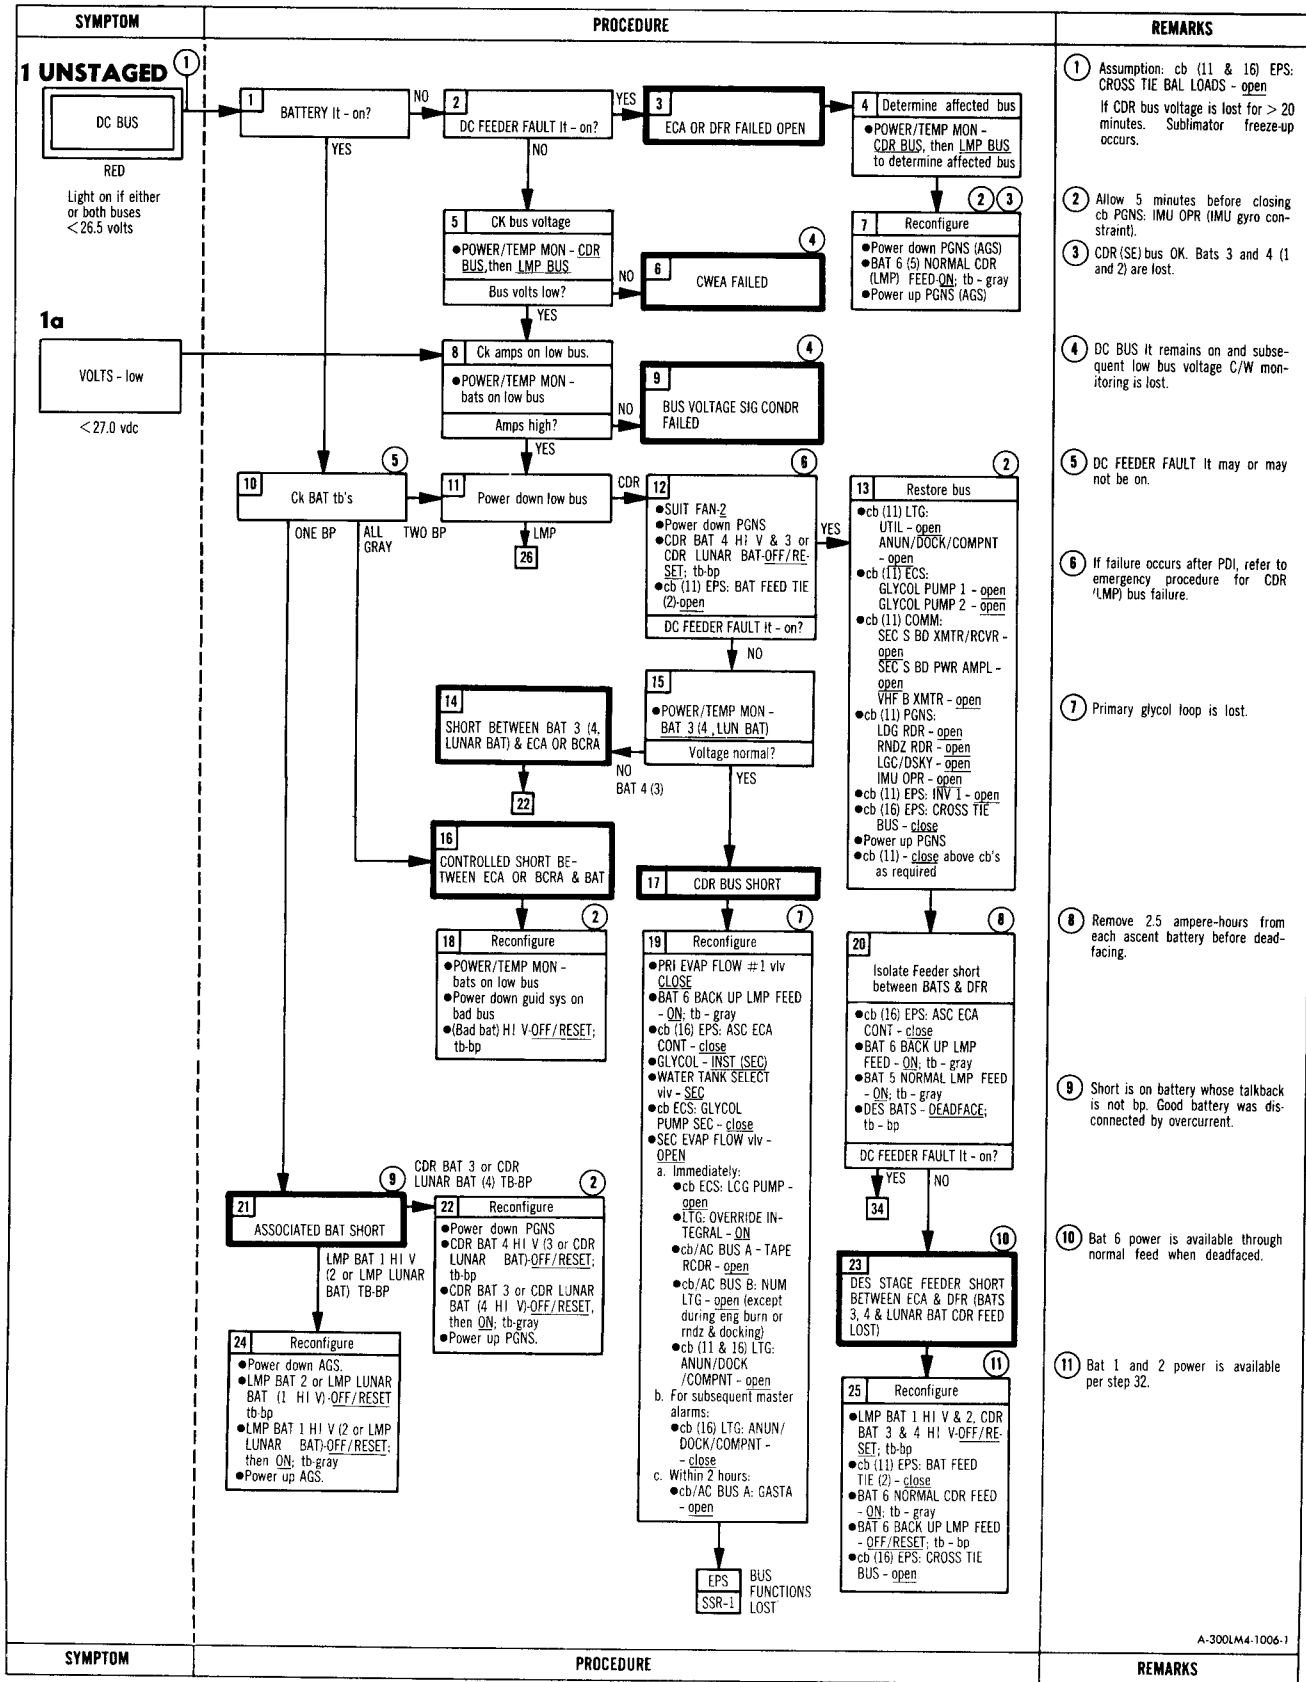 SYMPTOM
PROCEDURE
REMARKS
1 UNSTAGED
1
DC BUS
RED
Light on if either
or both buses
<26.5 volts
1
BATTERY lt - on?
NO
YES
2
DC FEEDER FAULT lt - on?
YES
NO
3
ECA OR DFR FAILED OPEN
4 Determine affected bus
●POWER/TEMP MON -
CDR BUS, then LMP BUS
to determine affected bus
2 3
7 Reconfigure
●Power down PGNS (AGS)
●BAT 6 (5) NORMAL CDR
(LMP) FEED-ON; tb - gray
●Power up PGNS (AGS)
5 CK bus voltage
●POWER/TEMP MON - CDR
BUS, then LMP BUS
Bus volts low?
NO
YES
4
6
CWEA FAILED
1a
VOLTS - low
<27.0 vdc
8 Ck amps on low bus.
●POWER/TEMP MON -
bats on low bus
Amps high?
NO
YES
4
9
BUS VOLTAGE SIG CONDR
FAILED
5
10
Ck BAT tb's
ONE BP
ALL
GRAY
TWO BP
11
Power down low bus
CDR
LMP
26
6
12
●SUIT FAN-2
●Power down PGNS
●CDR BAT 4 HI V & 3 or
CDR LUNAR BAT-OFF/RE-
SET; tb-bp
●cb (11) EPS: BAT FEED TIE
(2)-open
DC FEEDER FAULT lt - on?
YES
NO
2
13 Restore bus
●cb (11) LTG:
UTIL - open
ANUN/DOCK/COMPNT
- open
●cb (11) ECS:
GLYCOL PUMP 1 - open
GLYCOL PUMP 2 - open
●cb (11) COMM:
SEC S BD XMTR/RCVR -
open
SEC S BD PWR AMPL -
open
VHF B XMTR - open
●cb (11) PGNS:
LDG RDR - open
RNDZ RDR - open
LGC/DSKY - open
IMU OPR - open
●cb (11) EPS: INV 1 - open
●cb (16) EPS: CROSS TIE
BUS - close
●Power up PGNS
●cb (11) - close above cb's
as required
14
SHORT BETWEEN BAT 3 (4,
LUNAR BAT) & ECA OR BCRA
22
15
●POWER/TEMP MON -
BAT 3 (4, LUN BAT)
Voltage normal?
NO
BAT 4 (3)
YES
16
CONTROLLED SHORT BE-
TWEEN ECA OR BCRA & BAT
17 CDR BUS SHORT
2
18 Reconfigure
●POWER/TEMP MON -
bats on low bus
●Power down guid sys on
bad bus
●(Bad bat) HI V-OFF/RESET;
tb-bp
7
19 Reconfigure
●PRI EVAP FLOW #1 vlv
CLOSE
●BAT 6 BACK UP LMP FEED
- ON; tb - gray
●cb (16) EPS: ASC ECA
CONT - close
●GLYCOL - INST (SEC)
●WATER TANK SELECT
vlv - SEC
●cb ECS: GLYCOL
PUMP SEC - close
●SEC EVAP FLOW vlv -
OPEN
a. Immediately:
●cb ECS: LCG PUMP -
open
●LTG: OVERRIDE IN-
TEGRAL - ON
●cb/AC BUS A - TAPE
RCDR - open
●cb/AC BUS B: NUM
LTG - open (except
during eng burn or
rndz & docking)
●cb (11 & 16) LTG:
ANUN/DOCK
/COMPNT - open
b. For subsequent master
alarms:
●cb (16) LTG: ANUN/
DOCK/COMPNT -
- close
c. Within 2 hours:
●cb/AC BUS A: GASTA
- open
EPS
SSR-1
BUS
FUNCTIONS
LOST
8
20
Isolate Feeder short
between BATS & DFR
●cb (16) EPS: ASC ECA
CONT - close
●BAT 6 BACK UP LMP
FEED - ON; tb - gray
●BAT 5 NORMAL LMP FEED
- ON; tb - gray
●DES BATS - DEADFACE;
tb - bp
DC FEEDER FAULT lt - on?
YES
NO
34
9
21
ASSOCIATED BAT SHORT
CDR BAT 3 or CDR
LUNAR BAT (4) TB-BP
LMP BAT 1 HI V
(2 or LMP LUNAR
BAT) TB-BP
2
22 Reconfigure
●Power down PGNS
●CDR BAT 4 HI V (3 or CDR
LUNAR BAT)-OFF/RESET;
tb-bp
●CDR BAT 3 or CDR LUNAR
BAT (4 HI V)-OFF/RESET,
then ON; tb-gray
●Power up PGNS.
10
23
DES STAGE FEEDER SHORT
BETWEEN ECA & DFR (BATS
3, 4 & LUNAR BAT CDR FEED
LOST)
24 Reconfigure
●Power down AGS.
●LMP BAT 2 or LMP LUNAR
BAT (1 HI V)-OFF/RESET
tb-bp
●LMP BAT 1 HI V (2 or LMP
LUNAR BAT)-OFF/RESET;
then ON; tb-gray
●Power up AGS.
11
25 Reconfigure
●LMP BAT 1 HI V & 2, CDR
BAT 3 & 4 HI V-OFF/RE-
SET; tb-bp
●cb (11) EPS: BAT FEED
TIE (2) - close
●BAT 6 NORMAL CDR FEED
- ON; tb - gray
●BAT 6 BACK UP LMP FEED
- OFF/RESET; tb - bp
●cb (16) EPS: CROSS TIE
BUS - open
1 Assumption: cb (11 & 16) EPS:
CROSS TIE BAL LOADS - open
If CDR bus voltage is lost for > 20
minutes. Sublimator freeze-up
occurs.
2 Allow 5 minutes before closing
cb PGNS: IMU OPR (IMU gyro con-
straint).
3 CDR (SE) bus OK. Bats 3 and 4 (1
and 2) are lost.
4 DC BUS lt remains on and subse-
quent low bus voltage C/W mon-
itoring is lost.
5 DC FEEDER FAULT lt may or may
not be on.
6 If failure occurs after PDI, refer to
emergency procedure for CDR
(LMP) bus failure.
7 Primary glycol loop is lost.
8 Remove 2.5 ampere-hours from
each ascent battery before dead-
facing.
9 Short is on battery whose talkback
is not bp. Good battery was dis-
connected by overcurrent.
10 Bat 6 power is available through
normal feed when deadfaced.
11 Bat 1 and 2 power is available
per step 32.
A-300LM4-1006-1
SYMPTOM
PROCEDURE
REMARKS